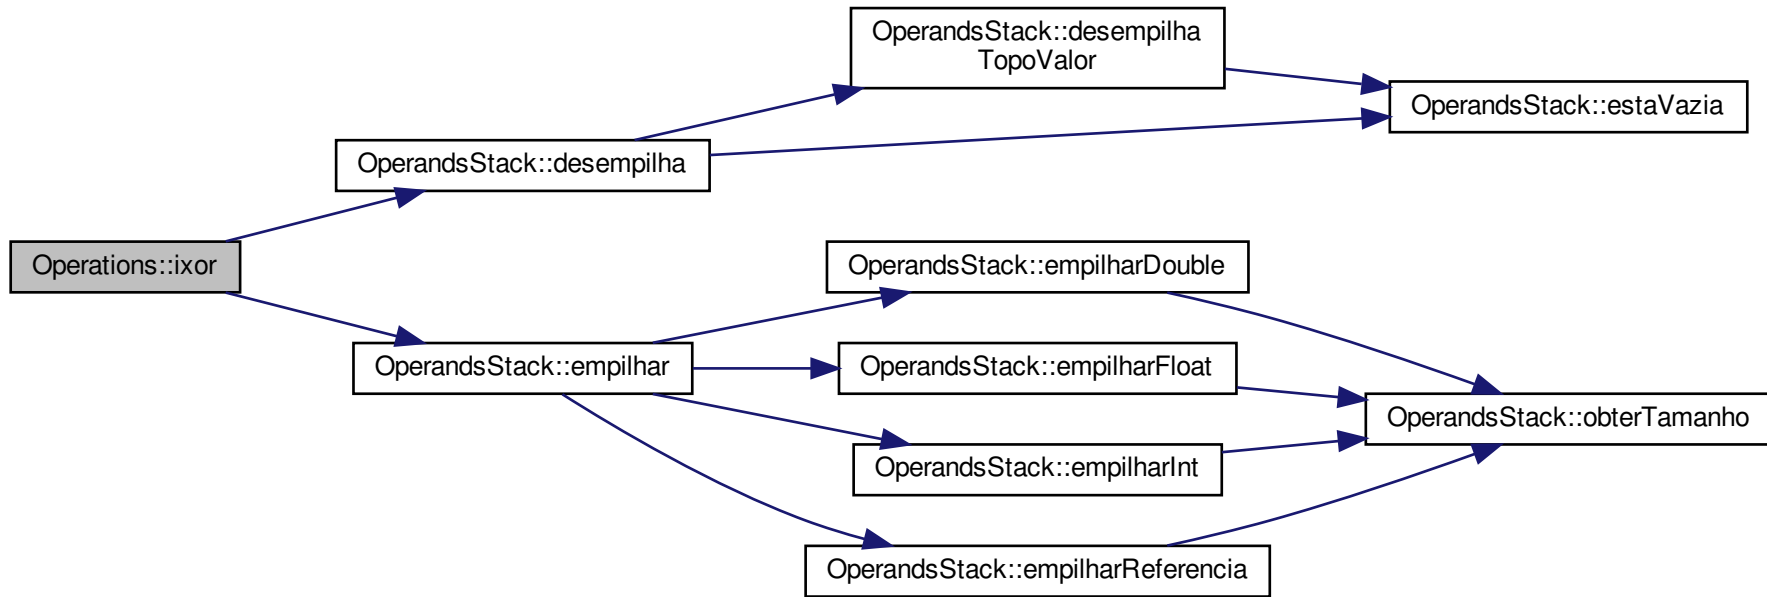 OperandsStack::desempilha
TopoValor
OperandsStack::estaVazia
OperandsStack::desempilha
Operations::ixor
OperandsStack::empilharDouble
OperandsStack::empilhar
OperandsStack::empilharFloat
OperandsStack::obterTamanho
OperandsStack::empilharInt
OperandsStack::empilharReferencia